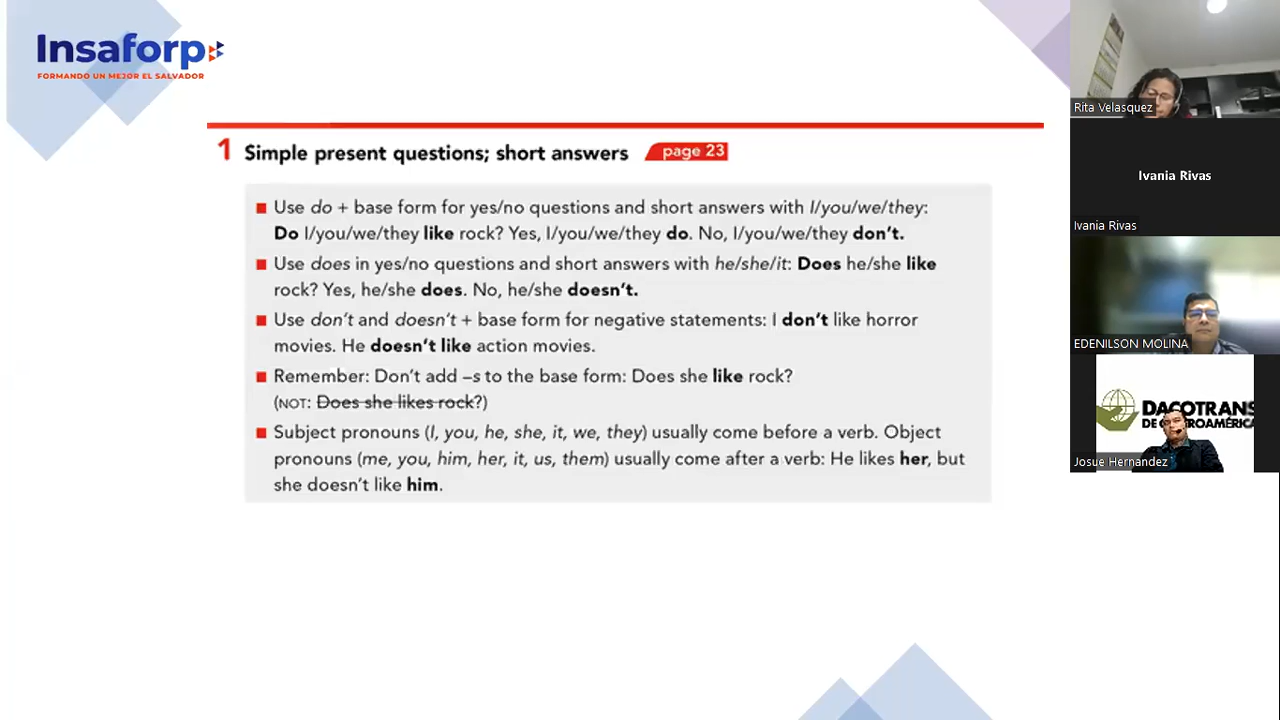 Insaforp
FORMANDO UN MEJOR EL SALVADOR
1 Simple present questions; short answers page 23
■ Use do + base form for yes/no questions and short answers with I/you/we/they:
Do I/you/we/they like rock? Yes, I/you/we/they do. No, I/you/we/they don't.
■ Use does in yes/no questions and short answers with he/she/it: Does he/she like
rock? Yes, he/she does. No, he/she doesn't.
■ Use don't and doesn't + base form for negative statements: I don't like horror
movies. He doesn't like action movies.
■ Remember: Don't add –s to the base form: Does she like rock?
(NOT: Does she likes rock?)
■ Subject pronouns (I, you, he, she, it, we, they) usually come before a verb. Object
pronouns (me, you, him, her, it, us, them) usually come after a verb: He likes her, but
she doesn't like him.
Rita Velasquez
Ivania Rivas
Ivania Rivas
EDENILSON MOLINA
DACOTRANS
DE CENTROAMÉRICA
Josue Hernandez